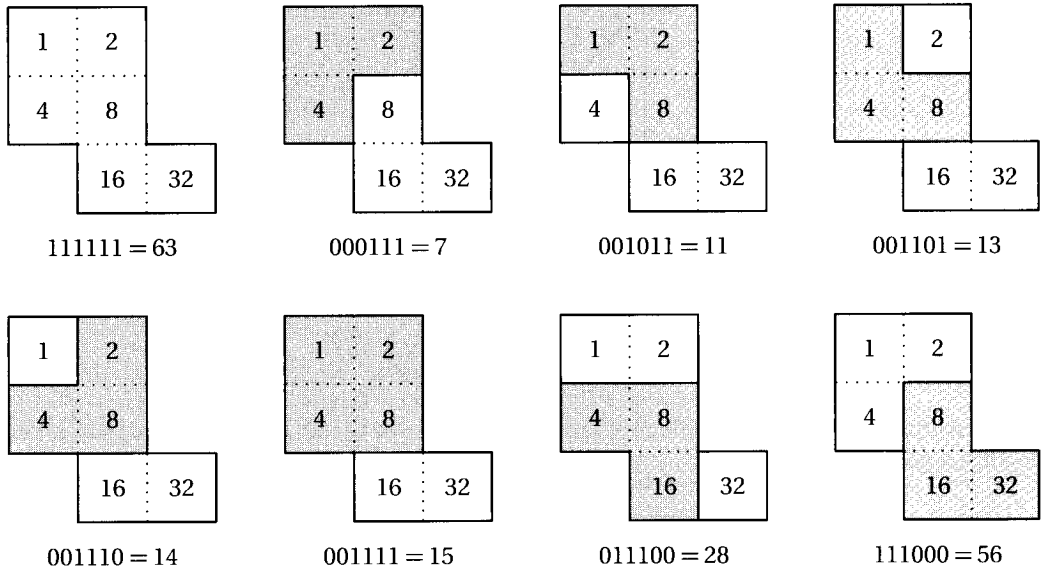 1 2 1 2 1 2 1 2
4 8 4 8 4 8 4 8
16 32 16 32 16 32 16 32
111111 = 63 000111 = 7 001011 = 11 001101 = 13
1 2 1 2 1 2 1 2
4 8 4 8 4 8 4 8
16 32 16 32 16 32 16 32
001110 = 14 001111 = 15 011100 = 28 111000 = 56